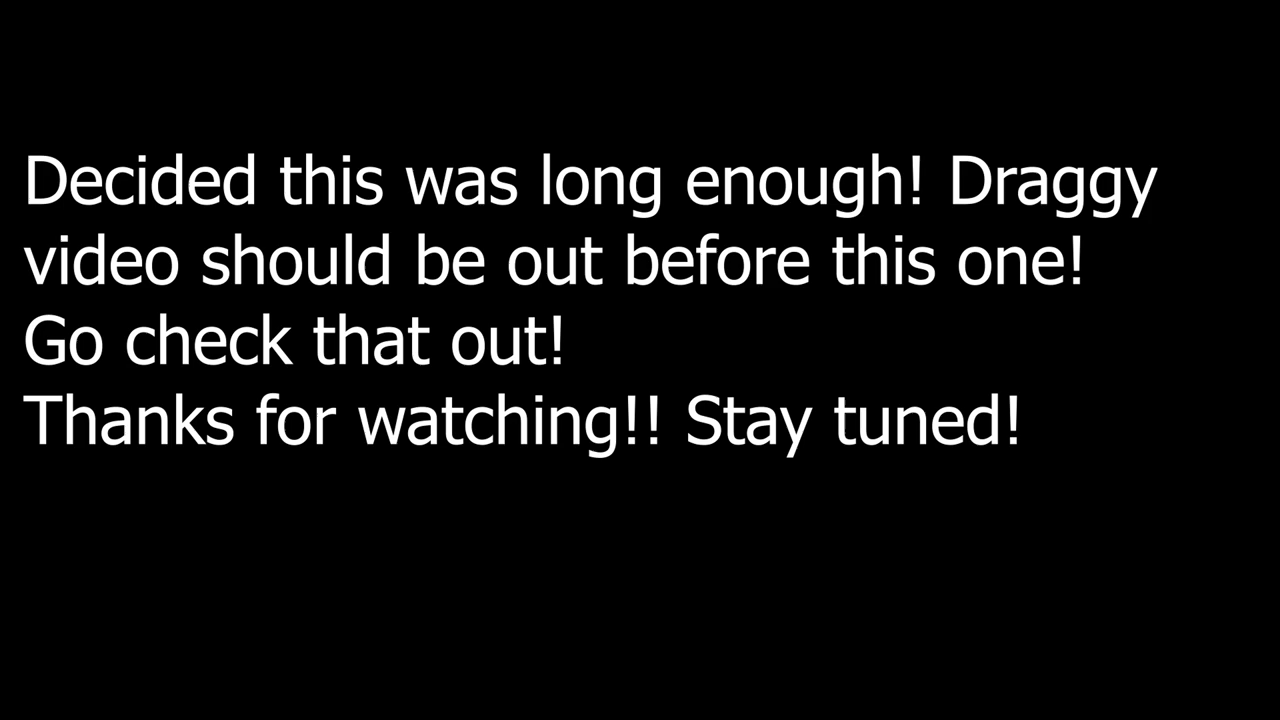 Decided this was long enough! Draggy
video should be out before this one!
Go check that out!
Thanks for watching!! Stay tuned!